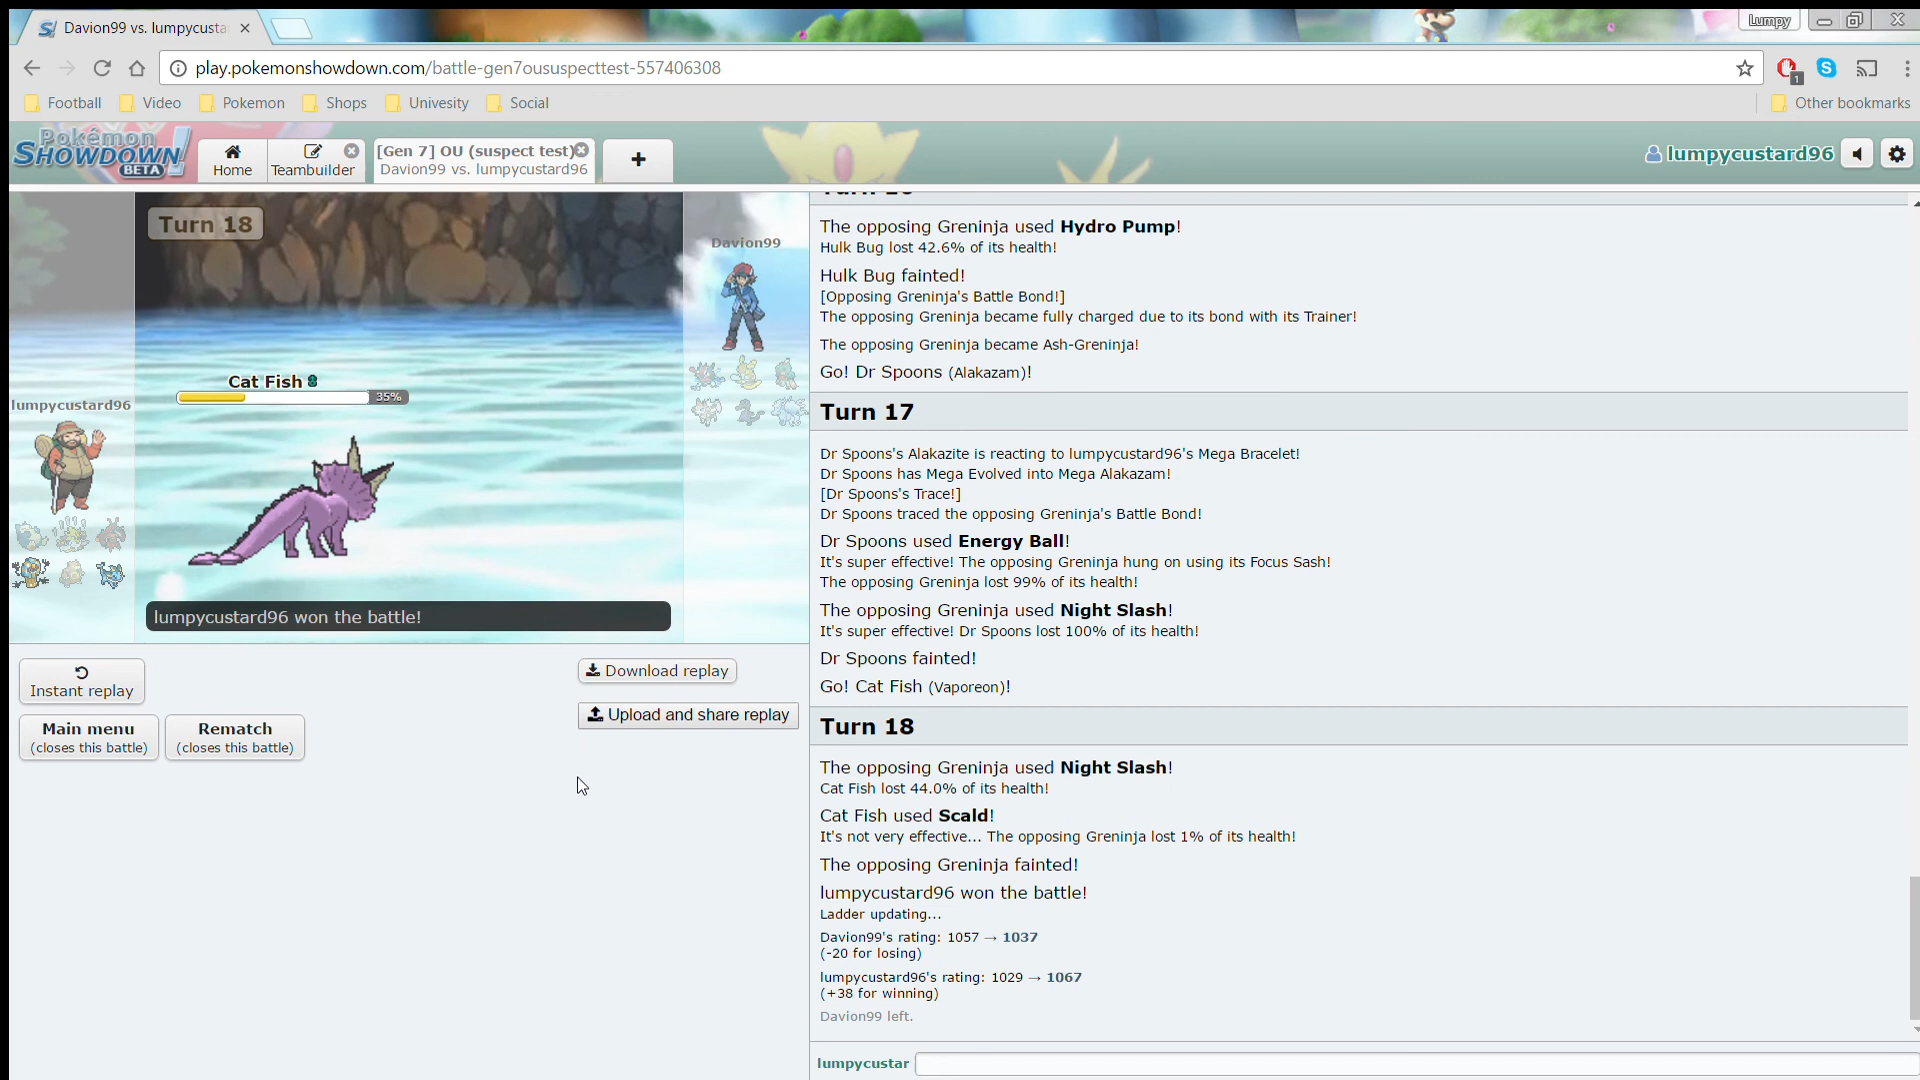 Davion99 vs. lumpycusta
Lumpy
play.pokemonshowdown.com/battle-gen7oususpecttest-557406308
1
Football
Video
Pokemon
Shops
Univesity
Social
Other bookmarks
Pokémon
SHOWDOWN!
BETA
Home
Teambuilder
[Gen 7] OU (suspect test)
Davion99 vs. lumpycustard96
+
lumpycustard96
Turn 18
Davion99
Cat Fish
35%
lumpycustard96
lumpycustard96 won the battle!
Instant replay
Download replay
Upload and share replay
Main menu
(closes this battle)
Rematch
(closes this battle)
The opposing Greninja used Hydro Pump!
Hulk Bug lost 42.6% of its health!
Hulk Bug fainted!
[Opposing Greninja's Battle Bond!]
The opposing Greninja became fully charged due to its bond with its Trainer!
The opposing Greninja became Ash-Greninja!
Go! Dr Spoons (Alakazam)!
Turn 17
Dr Spoons's Alakazite is reacting to lumpycustard96's Mega Bracelet!
Dr Spoons has Mega Evolved into Mega Alakazam!
[Dr Spoons's Trace!]
Dr Spoons traced the opposing Greninja's Battle Bond!
Dr Spoons used Energy Ball!
It's super effective! The opposing Greninja hung on using its Focus Sash!
The opposing Greninja lost 99% of its health!
The opposing Greninja used Night Slash!
It's super effective! Dr Spoons lost 100% of its health!
Dr Spoons fainted!
Go! Cat Fish (Vaporeon)!
Turn 18
The opposing Greninja used Night Slash!
Cat Fish lost 44.0% of its health!
Cat Fish used Scald!
It's not very effective... The opposing Greninja lost 1% of its health!
The opposing Greninja fainted!
lumpycustard96 won the battle!
Ladder updating...
Davion99's rating: 1057 → 1037
(-20 for losing)
lumpycustard96's rating: 1029 → 1067
(+38 for winning)
Davion99 left.
lumpycustar